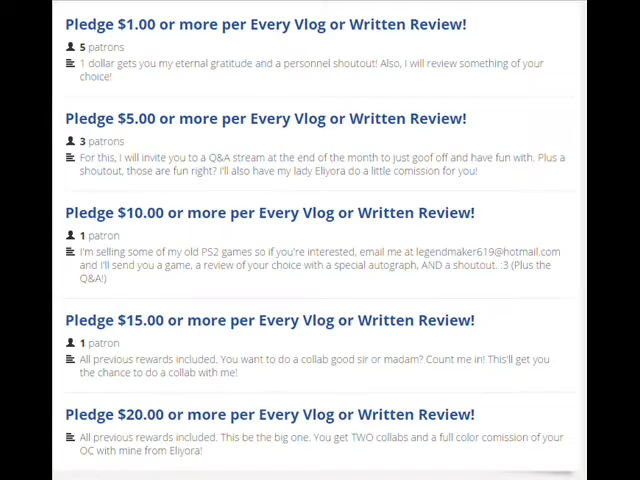 Pledge $1.00 or more per Every Vlog or Written Review!
5 patrons
1 dollar gets you my eternal gratitude and a personnel shoutout! Also, I will review something of your
choice!
Pledge $5.00 or more per Every Vlog or Written Review!
3 patrons
For this, I will invite you to a Q&A stream at the end of the month to just goof off and have fun with. Plus a
shoutout, those are fun right? I'll also have my lady Eliyora do a little comission for you!
Pledge $10.00 or more per Every Vlog or Written Review!
1 patron
I'm selling some of my old PS2 games so if you're interested, email me at legendmaker619@hotmail.com
and I'll send you a game, a review of your choice with a special autograph, AND a shoutout. :3 (Plus the
Q&A!)
Pledge $15.00 or more per Every Vlog or Written Review!
1 patron
All previous rewards included. You want to do a collab good sir or madam? Count me in! This'll get you
the chance to do a collab with me!
Pledge $20.00 or more per Every Vlog or Written Review!
All previous rewards included. This be the big one. You get TWO collabs and a full color comission of your
OC with mine from Eliyora!